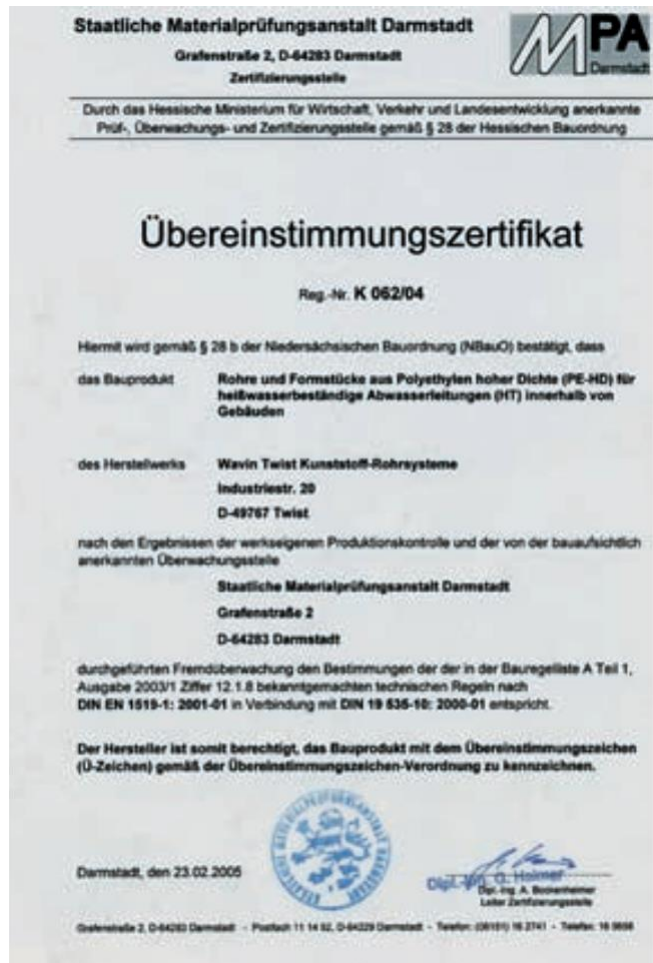 Staatliche Materialprüfungsanstalt Darmstadt
Grafenstraße 2, D-64283 Darmstadt
Zertifizierungsstelle
MPA
Darmstadt
Durch das Hessische Ministerium für Wirtschaft, Verkehr und Landesentwicklung anerkannte
Prüf-, Überwachungs- und Zertifizierungsstelle gemäß § 28 der Hessischen Bauordnung
Übereinstimmungszertifikat
Reg.-Nr. K 062/04
Hiermit wird gemäß § 28 b der Niedersächsischen Bauordnung (NBauO) bestätigt, dass
das Bauprodukt Rohre und Formstücke aus Polyethylen hoher Dichte (PE-HD) für
heißwasserbeständige Abwasserleitungen (HT) innerhalb von
Gebäuden
des Herstellwerks Wavin Twist Kunststoff-Rohrsysteme
Industriestr. 20
D-49767 Twist
nach den Ergebnissen der werkseigenen Produktionskontrolle und der von der bauaufsichtlich
anerkannten Überwachungsstelle
Staatliche Materialprüfungsanstalt Darmstadt
Grafenstraße 2
D-64283 Darmstadt
durchgeführten Fremdüberwachung den Bestimmungen der der in der Bauregelliste A Teil 1,
Ausgabe 2003/1 Ziffer 12.1.8 bekanntgemachten technischen Regeln nach
DIN EN 1519-1: 2001-01 in Verbindung mit DIN 19 535-10: 2000-01 entspricht.
Der Hersteller ist somit berechtigt, das Bauprodukt mit dem Übereinstimmungszeichen
(Ü-Zeichen) gemäß der Übereinstimmungszeichen-Verordnung zu kennzeichnen.
Darmstadt, den 23.02.2005
Dipl.-Ing. G. Halmer
Dipl.-Ing. A.
Leiter Zertifizierungsstelle
Grafenstraße 2, D-64283 Darmstadt - Postfach 11 14 52, D-64229 Darmstadt - Telefon: (06151) 16 2741 - Telefax: 16